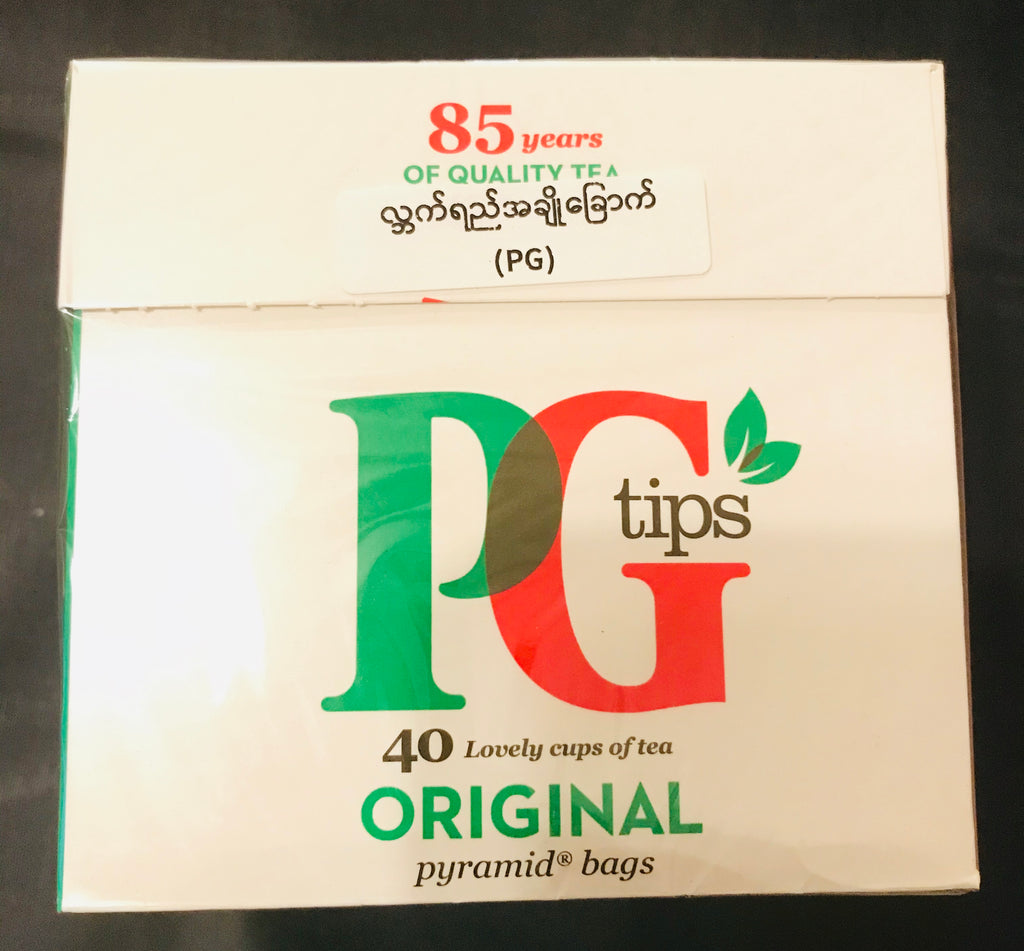 85 years
OF QUALITY TEA
လ္ဘက်ရည်အချိုခြောက်
(PG)
PG
tips
40 Lovely cups of tea
ORIGINAL
pyramid® bags